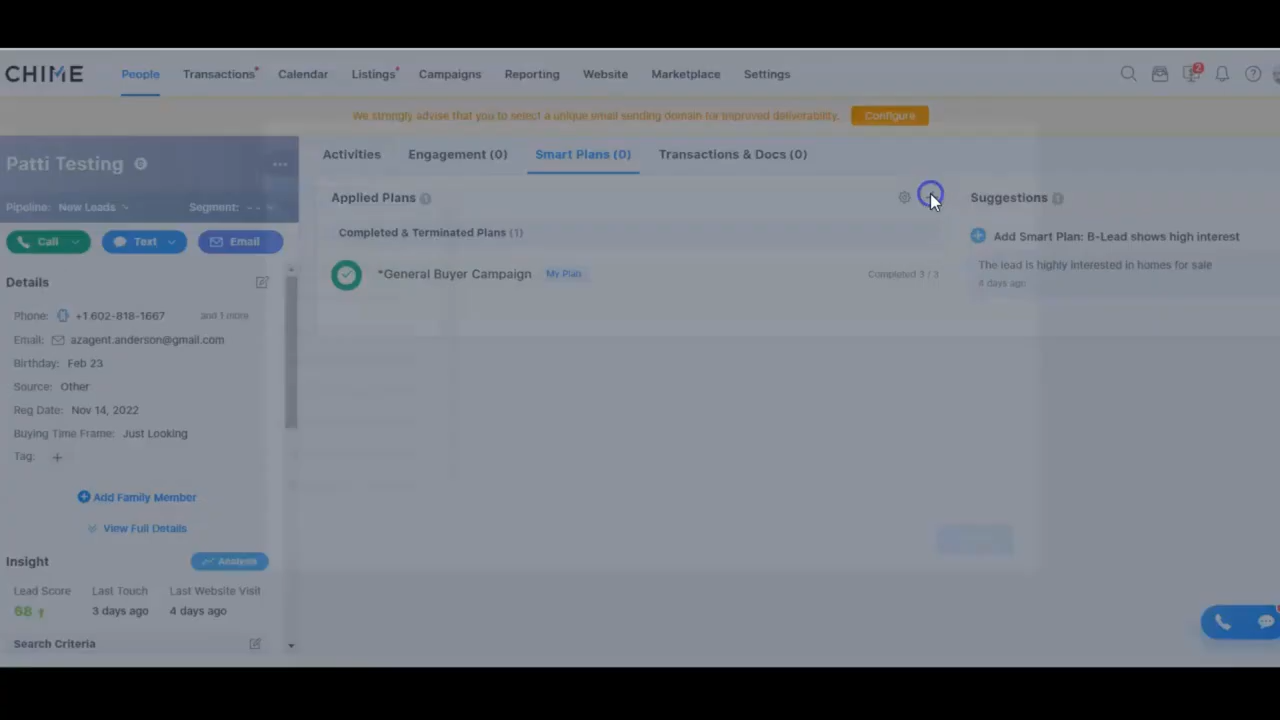 CHIME
People Transactions Calendar Listings Campaigns Reporting Website Marketplace Settings
2
We strongly advise that you to select a unique email sending domain for improved deliverability. Configure
Patti Testing
Pipeline: New Leads Segment: - -
Call Text Email
Details
Phone: +1 602-818-1667 and 1 more
Email: azagent.anderson@gmail.com
Birthday: Feb 23
Source: Other
Reg Date: Nov 14, 2022
Buying Time Frame: Just Looking
Tag: +
Add Family Member
View Full Details
Insight Analysis
Lead Score Last Touch Last Website Visit
68 3 days ago 4 days ago
Search Criteria
Activities Engagement (0) Smart Plans (0) Transactions & Docs (0)
Applied Plans
Completed & Terminated Plans (1)
*General Buyer Campaign My Plan Completed 3 / 3
Suggestions
Add Smart Plan: B-Lead shows high interest
The lead is highly interested in homes for sale
4 days ago